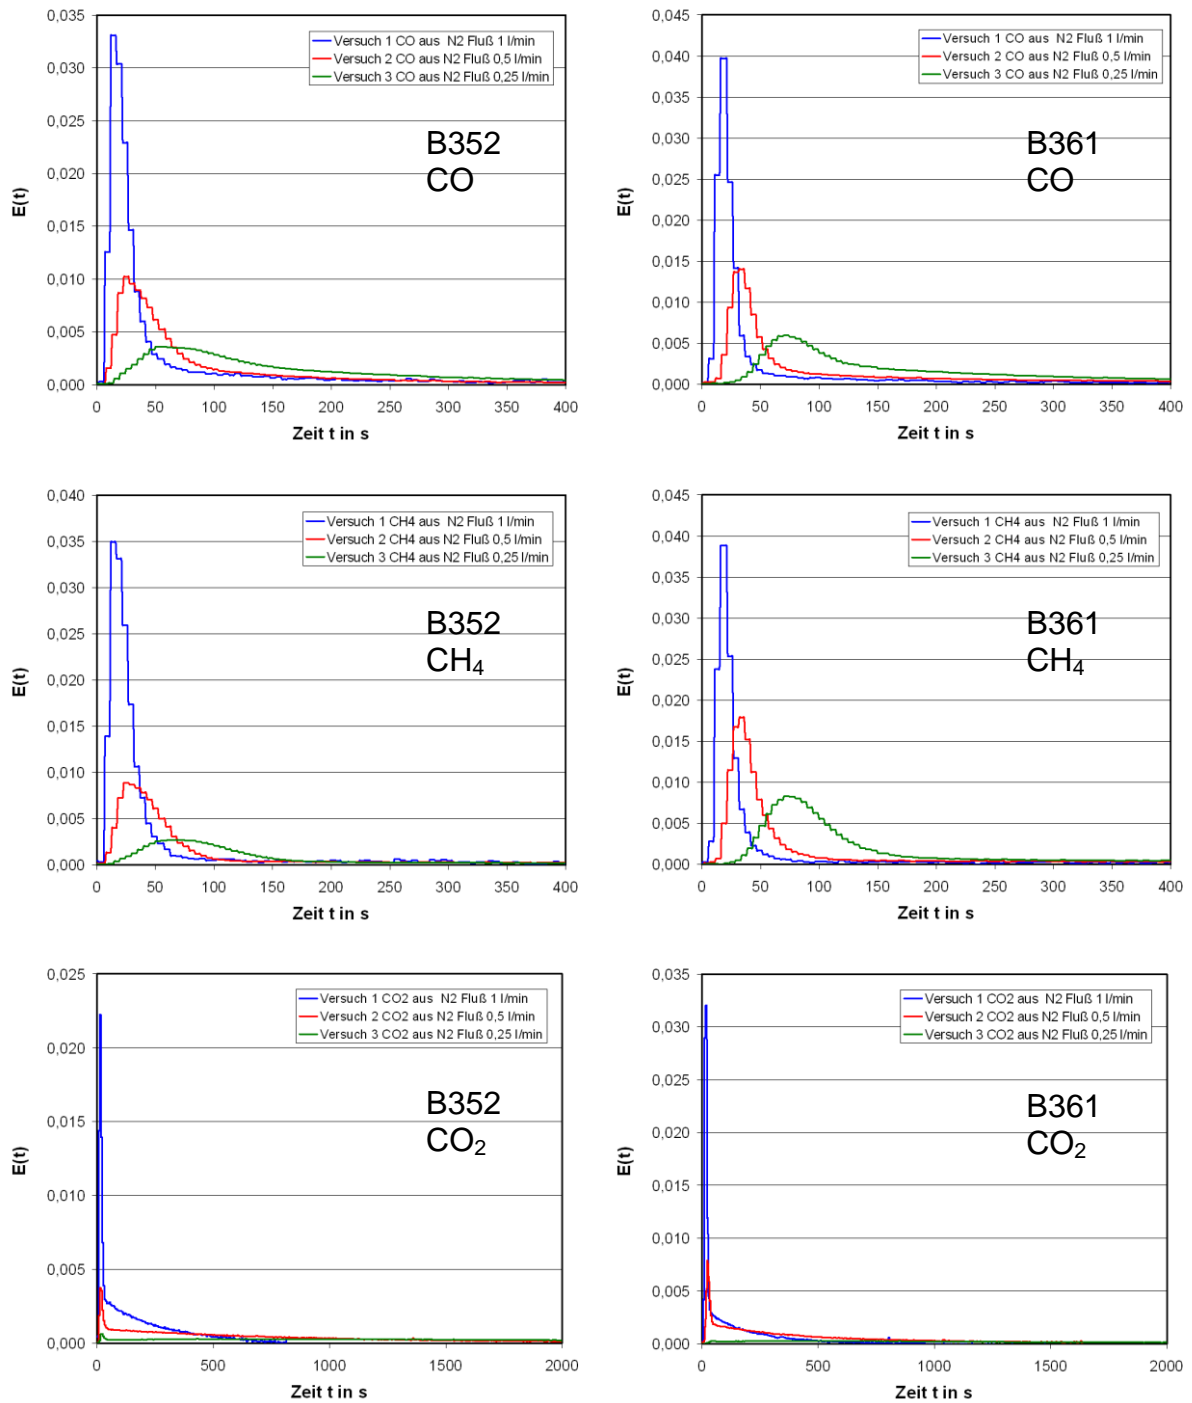 0,035
0,030
0,025
0,020
0,015
0,010
0,005
0,000
E(t)
Versuch 1 CO aus N2 Fluß 1 l/min
Versuch 2 CO aus N2 Fluß 0,5 l/min
Versuch 3 CO aus N2 Fluß 0,25 l/min
B352
CO
0 50 100 150 200 250 300 350 400
Zeit t in s
0,045
0,040
0,035
0,030
0,025
0,020
0,015
0,010
0,005
0,000
E(t)
Versuch 1 CO aus N2 Fluß 1 l/min
Versuch 2 CO aus N2 Fluß 0,5 l/min
Versuch 3 CO aus N2 Fluß 0,25 l/min
B361
CO
0 50 100 150 200 250 300 350 400
Zeit t in s
0,040
0,035
0,030
0,025
0,020
0,015
0,010
0,005
0,000
E(t)
Versuch 1 CH4 aus N2 Fluß 1 l/min
Versuch 2 CH4 aus N2 Fluß 0,5 l/min
Versuch 3 CH4 aus N2 Fluß 0,25 l/min
B352
CH₄
0 50 100 150 200 250 300 350 400
Zeit t in s
0,045
0,040
0,035
0,030
0,025
0,020
0,015
0,010
0,005
0,000
E(t)
Versuch 1 CH4 aus N2 Fluß 1 l/min
Versuch 2 CH4 aus N2 Fluß 0,5 l/min
Versuch 3 CH4 aus N2 Fluß 0,25 l/min
B361
CH₄
0 50 100 150 200 250 300 350 400
Zeit t in s
0,025
0,020
0,015
0,010
0,005
0,000
E(t)
Versuch 1 CO2 aus N2 Fluß 1 l/min
Versuch 2 CO2 aus N2 Fluß 0,5 l/min
Versuch 3 CO2 aus N2 Fluß 0,25 l/min
B352
CO₂
0 500 1000 1500 2000
Zeit t in s
0,035
0,030
0,025
0,020
0,015
0,010
0,005
0,000
E(t)
Versuch 1 CO2 aus N2 Fluß 1 l/min
Versuch 2 CO2 aus N2 Fluß 0,5 l/min
Versuch 3 CO2 aus N2 Fluß 0,25 l/min
B361
CO₂
0 500 1000 1500 2000
Zeit t in s